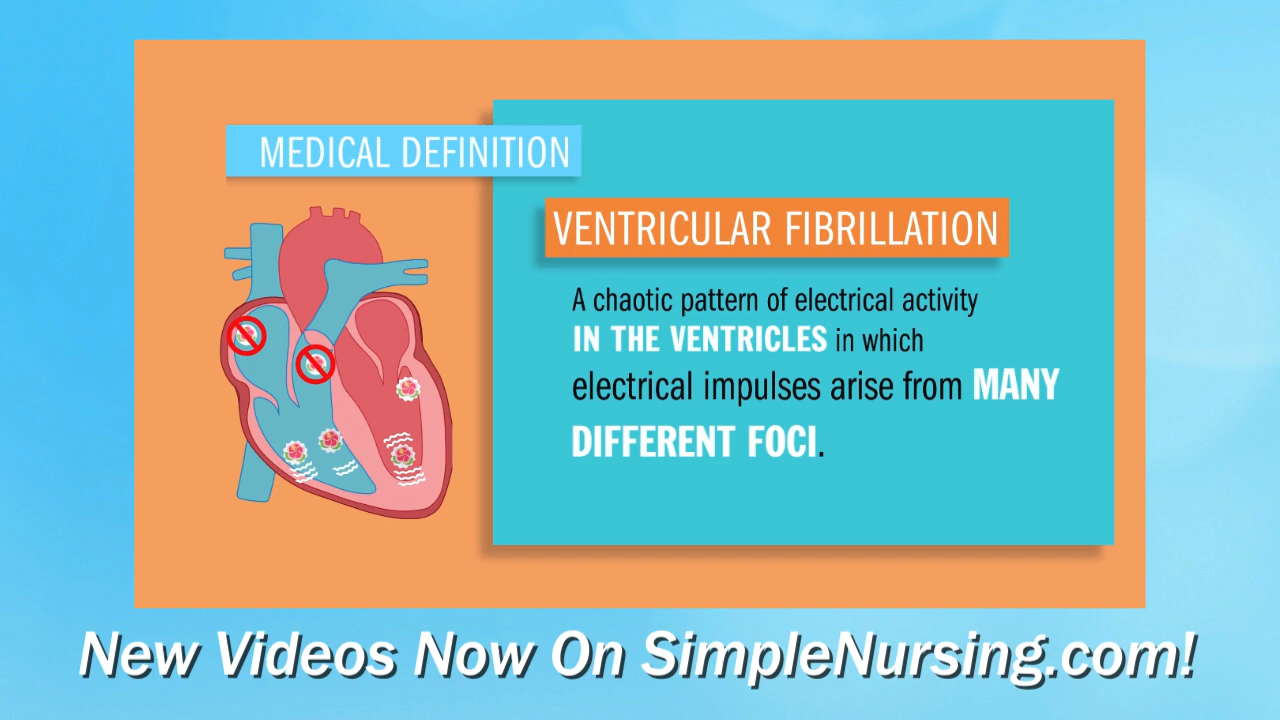 MEDICAL DEFINITION
VENTRICULAR FIBRILLATION
A chaotic pattern of electrical activity
IN THE VENTRICLES in which
electrical impulses arise from MANY
DIFFERENT FOCI.
New Videos Now On SimpleNursing.com!